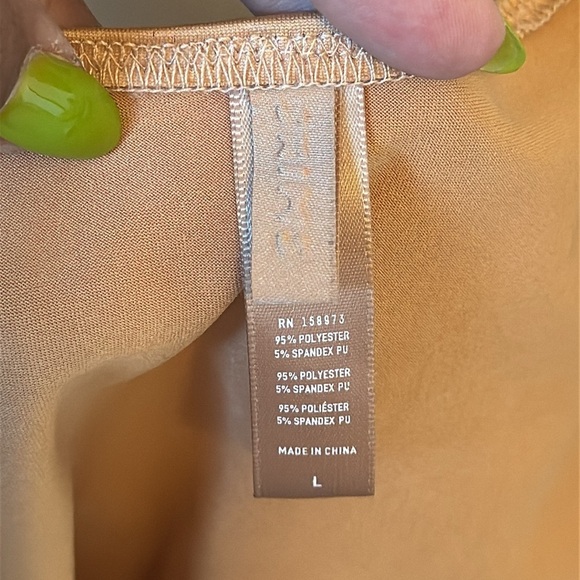 RN 158973
95% POLYESTER
5% SPANDEX PU
95% POLYESTER
5% SPANDEX PU
95% POLIÉSTER
5% SPANDEX PU
MADE IN CHINA
L